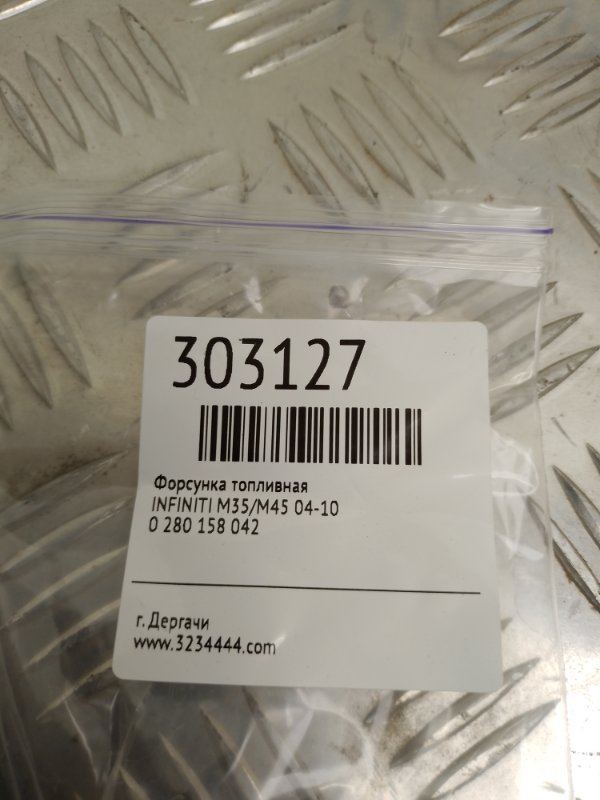 303127
Форсунка топливная
INFINITI M35/M45 04-10
0 280 158 042
г. Дергачи
www.3234444.com